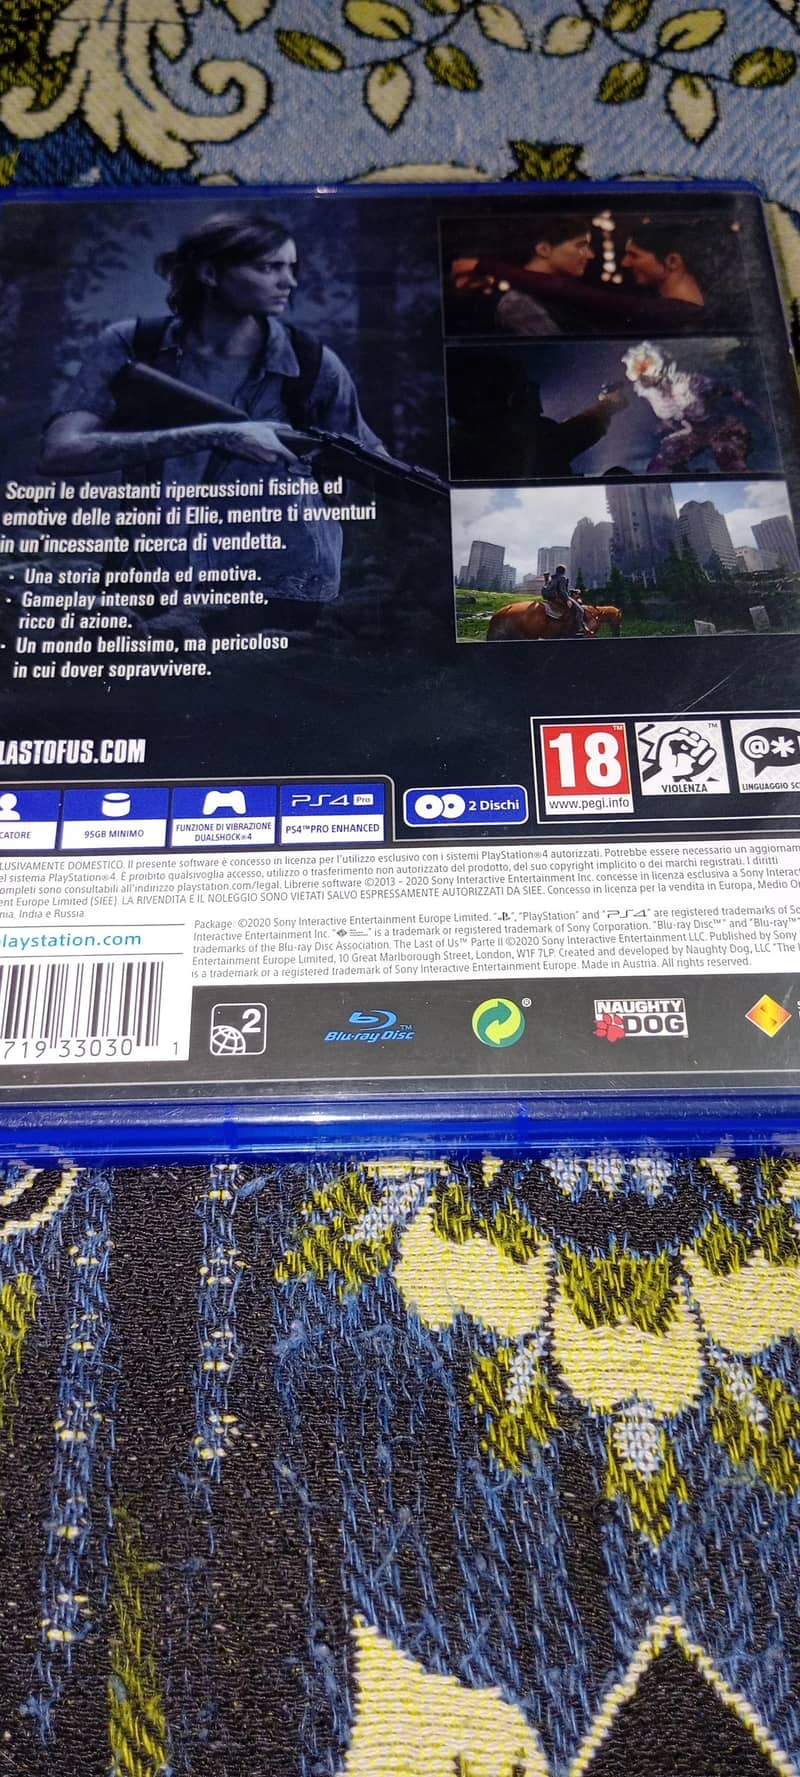 Scopri le devastanti ripercussioni fisiche ed
emotive delle azioni di Ellie, mentre ti avventuri
in un'incessante ricerca di vendetta.
· Una storia profonda ed emotiva.
· Gameplay intenso ed avvincente,
ricco di azione.
· Un mondo bellissimo, ma pericoloso
in cui dover sopravvivere.
LASTOFUS.COM
18
www.pegi.info
TM
VIOLENZA
@*
LINGUAGGIO SC
CATORE
95GB MINIMO
FUNZIONE DI VIBRAZIONE
DUALSHOCK®4
PS4 Pro
PS4™PRO ENHANCED
2 Dischi
LUSIVAMENTE DOMESTICO. Il presente software è concesso in licenza per l'utilizzo esclusivo con i sistemi PlayStation®4 autorizzati. Potrebbe essere necessario un aggiornam
el sistema PlayStation®4. È proibito qualsivoglia accesso, utilizzo o trasferimento non autorizzato del prodotto, del suo copyright implicito o dei marchi registrati. I diritti
ompleti sono consultabili all'indirizzo playstation.com/legal. Librerie software ©2013 - 2020 Sony Interactive Entertainment Inc. concesse in licenza esclusiva a Sony Interac
ent Europe Limited (SIEE). LA RIVENDITA E IL NOLEGGIO SONO VIETATI SALVO ESPRESSAMENTE AUTORIZZATI DA SIEE. Concesso in licenza per la vendita in Europa, Medio Or
nia, India e Russia.
playstation.com
Package: ©2020 Sony Interactive Entertainment Europe Limited. "", "PlayStation" and "PS4" are registered trademarks of So
Interactive Entertainment Inc. "" is a trademark or registered trademark of Sony Corporation. "Blu-ray Disc™" and "Blu-ray™"
trademarks of the Blu-ray Disc Association. The Last of Us™ Parte II ©2020 Sony Interactive Entertainment LLC. Published by Sony
Entertainment Europe Limited, 10 Great Marlborough Street, London, W1F 7LP. Created and developed by Naughty Dog, LLC "The l
is a trademark or a registered trademark of Sony Interactive Entertainment Europe. Made in Austria. All rights reserved.
719 33030 1
2
Blu-ray Disc™
®
NAUGHTY
DOG